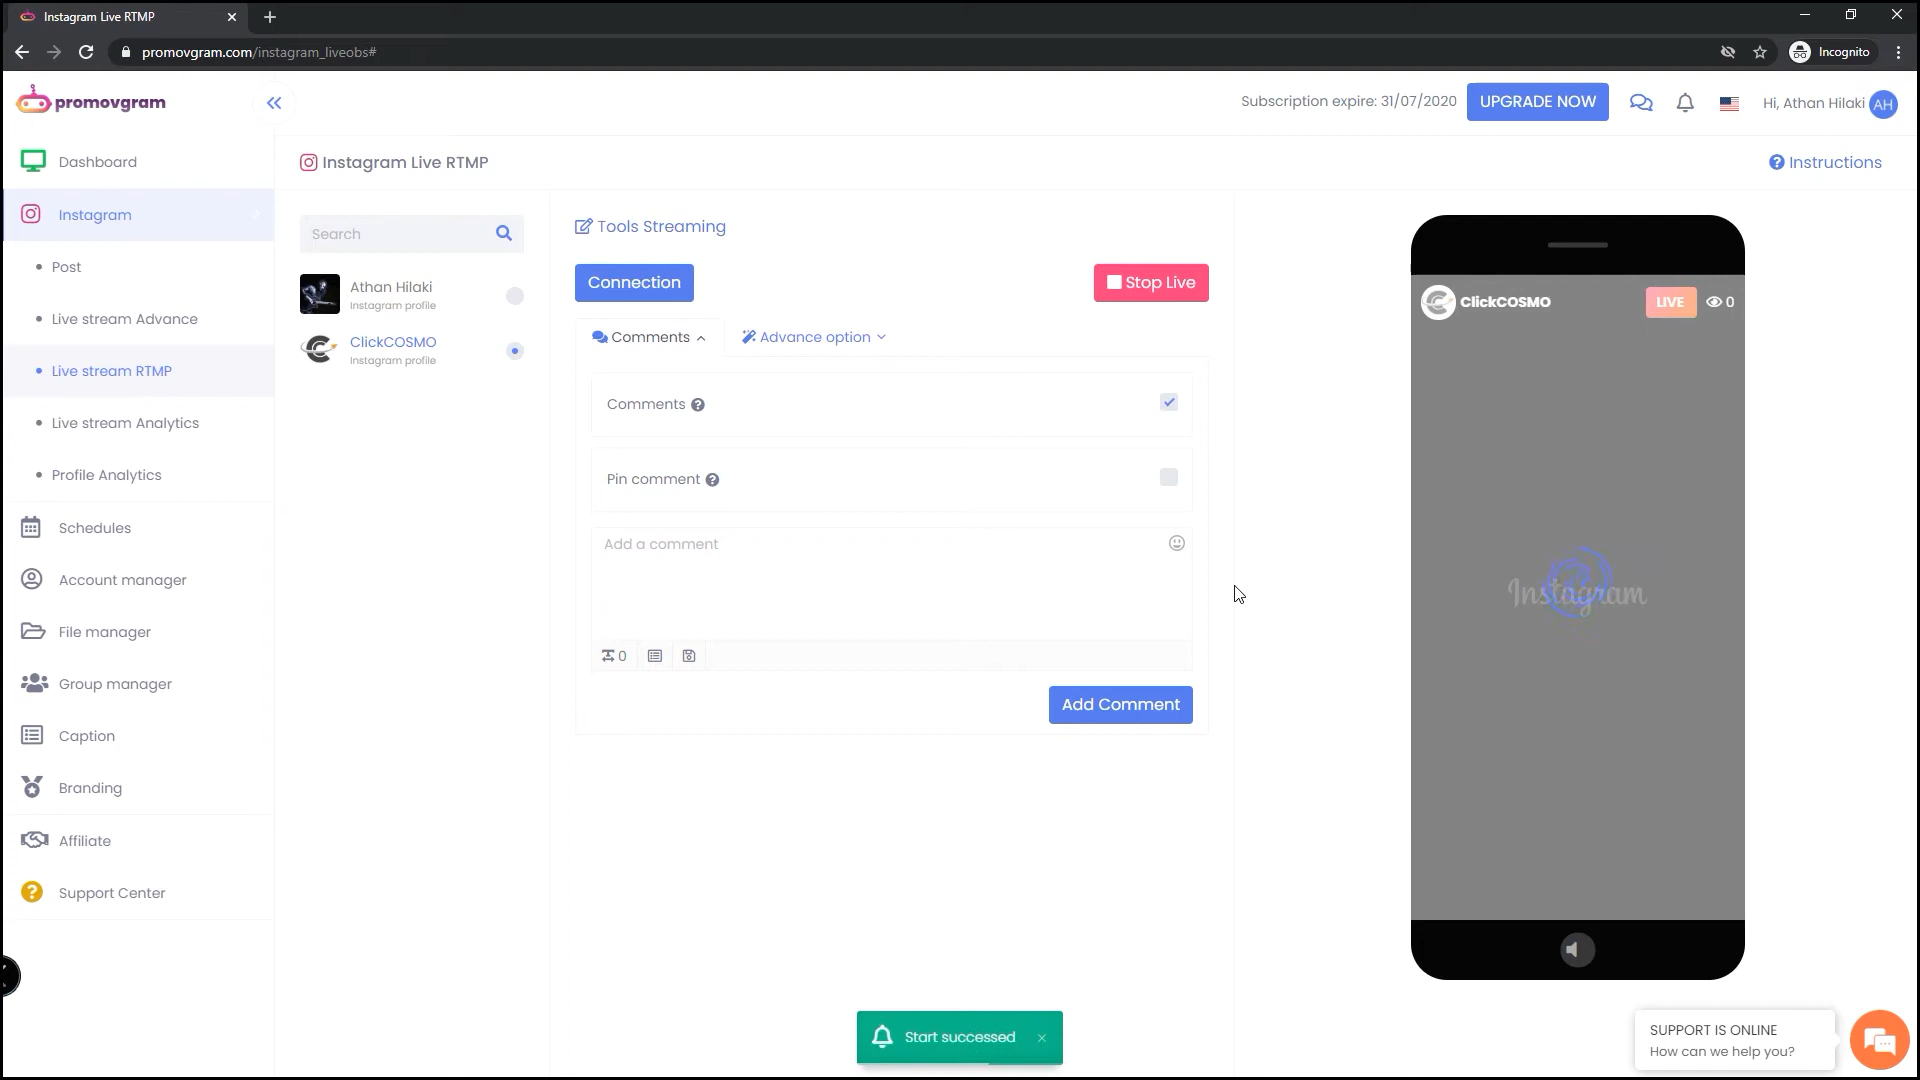 Instagram Live RTMP
promovgram.com/instagram_liveobs#
Incognito
promovgram
Subscription expire: 31/07/2020
UPGRADE NOW
Hi, Athan Hilaki
AH
Dashboard
Instagram
Post
Live stream Advance
Live stream RTMP
Live stream Analytics
Profile Analytics
Schedules
Account manager
File manager
Group manager
Caption
Branding
Affiliate
Support Center
Instagram Live RTMP
Instructions
Search
Athan Hilaki
Instagram profile
ClickCOSMO
Instagram profile
Tools Streaming
Connection
Stop Live
Comments
Advance option
Comments
Pin comment
Add a comment
0
Add Comment
ClickCOSMO
LIVE
0
Instagram
Start successed
SUPPORT IS ONLINE
How can we help you?